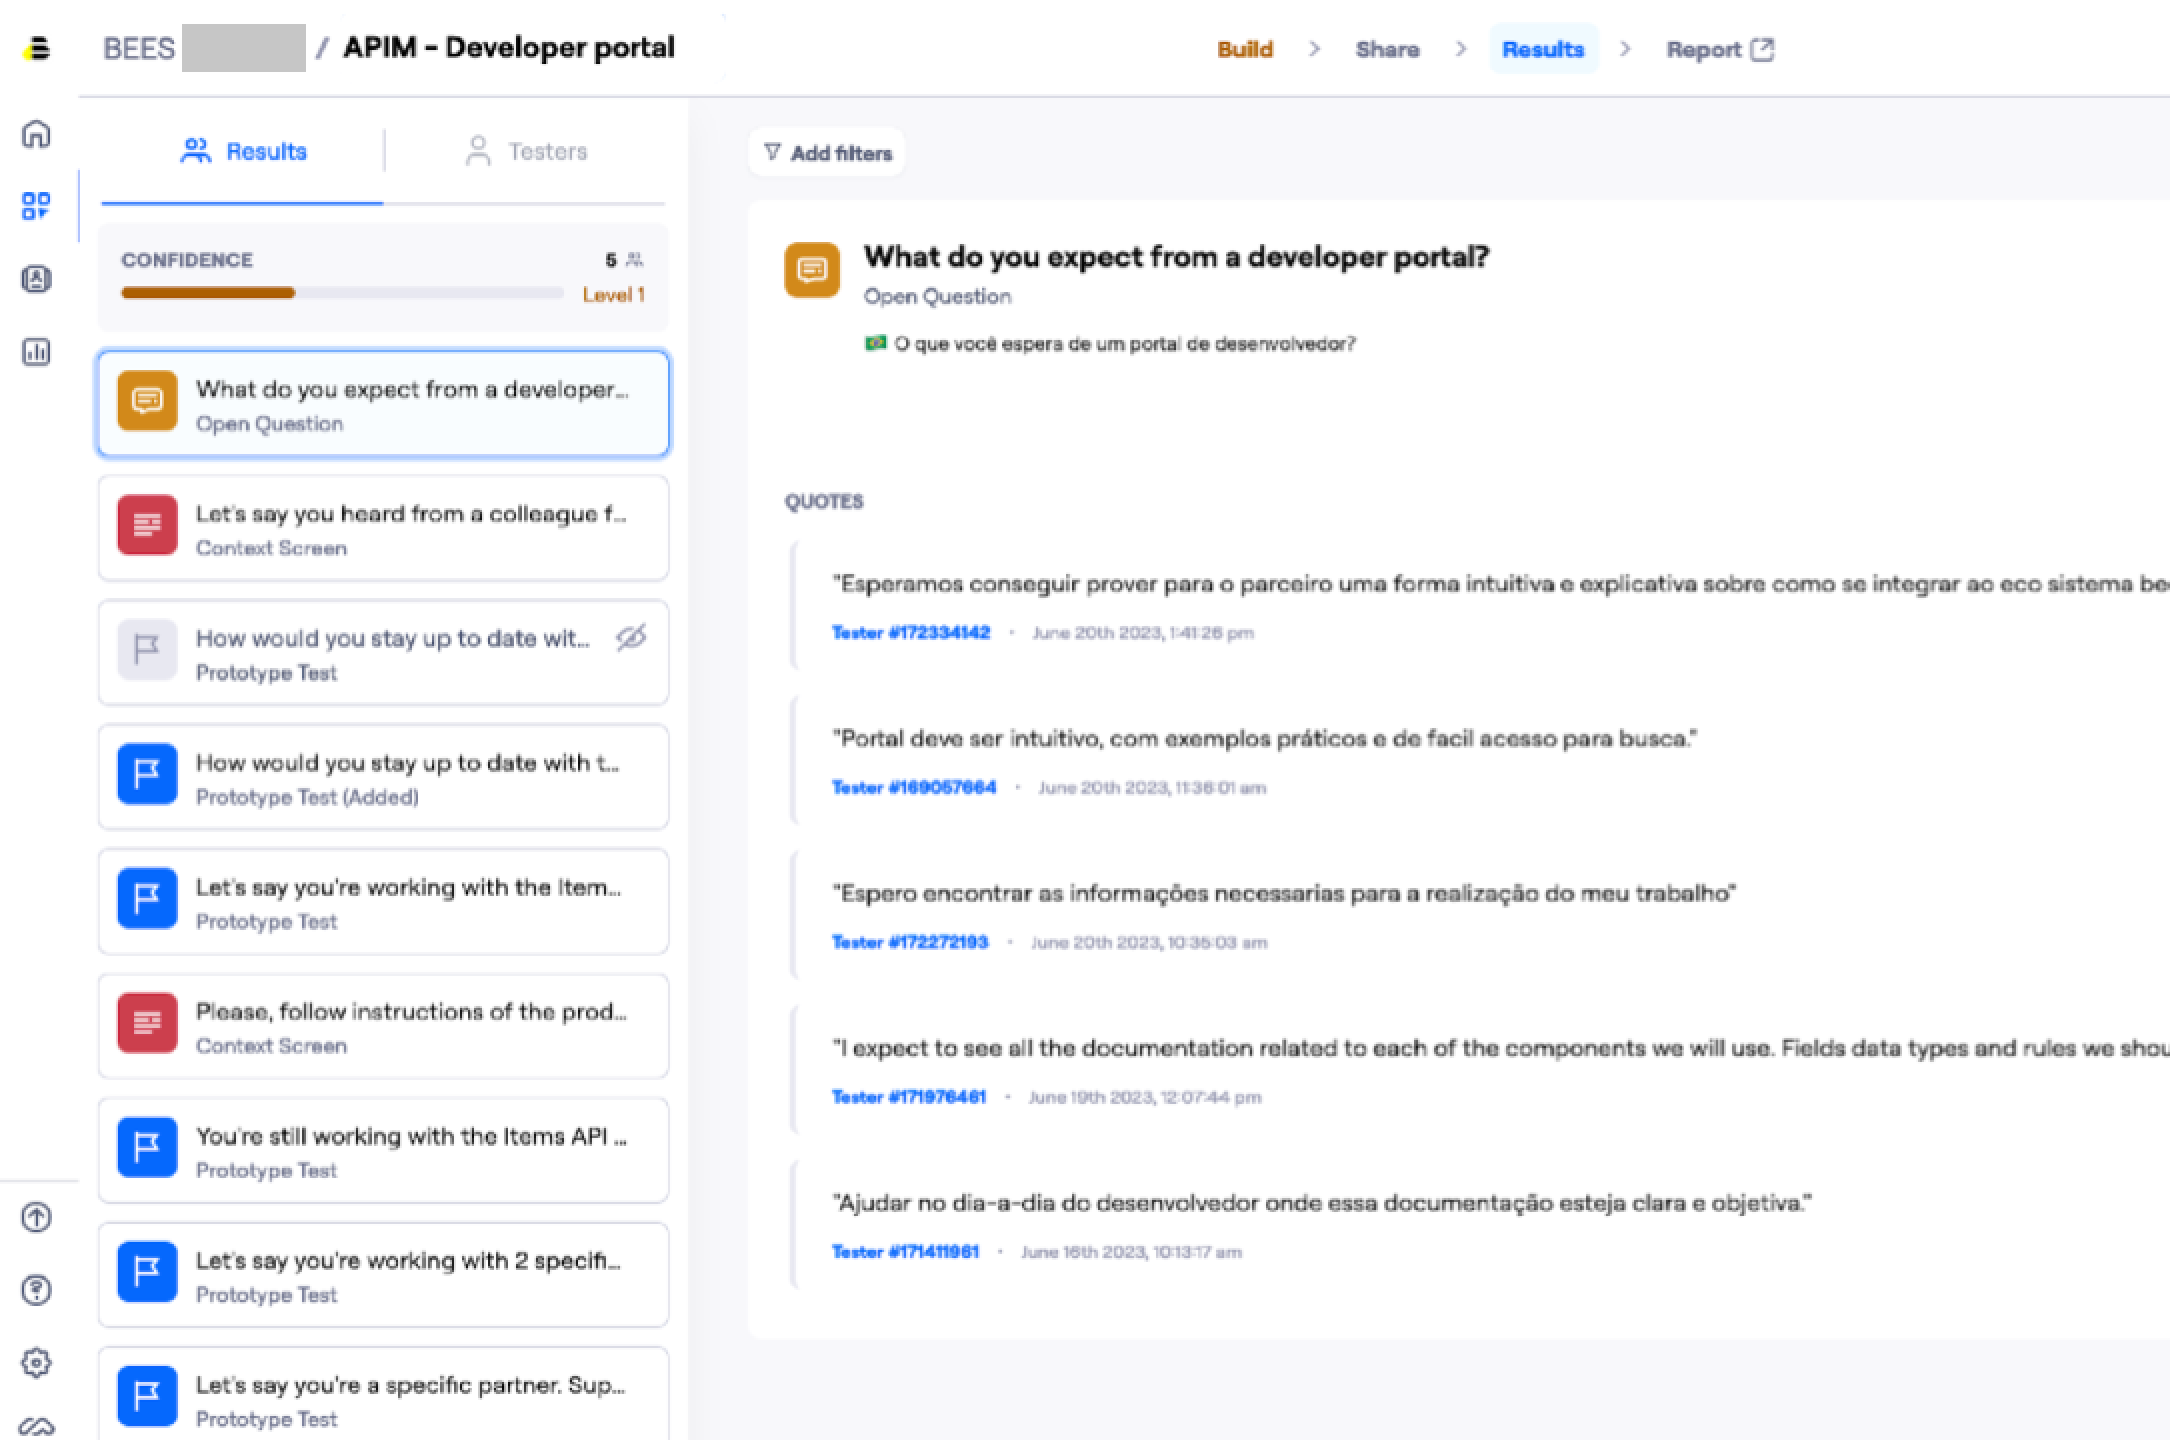 BEES / APIM - Developer portal
Build > Share > Results > Report
Results
Testers
CONFIDENCE 5
Level 1
What do you expect from a developer...
Open Question
Let's say you heard from a colleague f...
Context Screen
How would you stay up to date wit...
Prototype Test
How would you stay up to date with t...
Prototype Test (Added)
Let's say you're working with the Item...
Prototype Test
Please, follow instructions of the prod...
Context Screen
You're still working with the Items API ...
Prototype Test
Let's say you're working with 2 specifi...
Prototype Test
Let's say you're a specific partner. Sup...
Prototype Test
Add filters
What do you expect from a developer portal?
Open Question
O que você espera de um portal de desenvolvedor?
QUOTES
"Esperamos conseguir prover para o parceiro uma forma intuitiva e explicativa sobre como se integrar ao eco sistema be
Tester #172334142 · June 20th 2023, 1:41:26 pm
"Portal deve ser intuitivo, com exemplos práticos e de facil acesso para busca."
Tester #169057664 · June 20th 2023, 11:36:01 am
"Espero encontrar as informações necessarias para a realização do meu trabalho"
Tester #172272193 · June 20th 2023, 10:35:03 am
"I expect to see all the documentation related to each of the components we will use. Fields data types and rules we shou
Tester #171976461 · June 19th 2023, 12:07:44 pm
"Ajudar no dia-a-dia do desenvolvedor onde essa documentação esteja clara e objetiva."
Tester #171411961 · June 16th 2023, 10:13:17 am